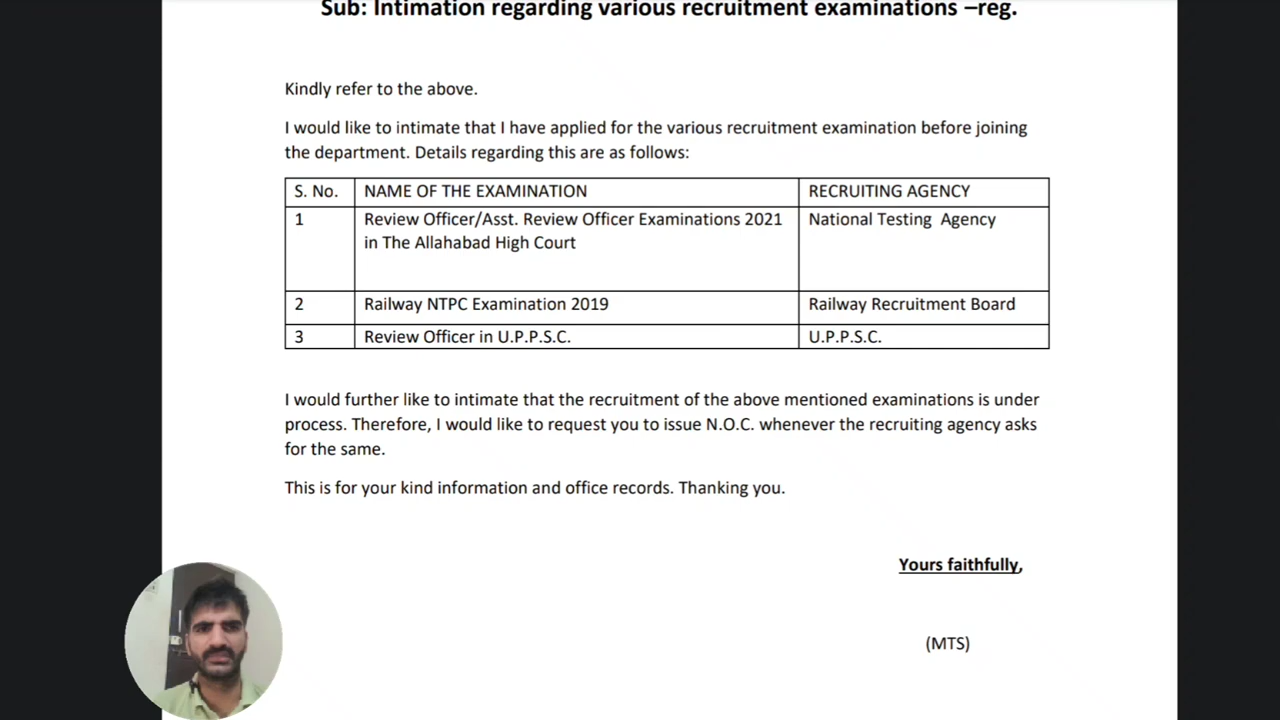 Sub: Intimation regarding various recruitment examinations –reg.
Kindly refer to the above.
I would like to intimate that I have applied for the various recruitment examination before joining
the department. Details regarding this are as follows:
S. No. NAME OF THE EXAMINATION RECRUITING AGENCY
1 Review Officer/Asst. Review Officer Examinations 2021 National Testing Agency
in The Allahabad High Court
2 Railway NTPC Examination 2019 Railway Recruitment Board
3 Review Officer in U.P.P.S.C. U.P.P.S.C.
I would further like to intimate that the recruitment of the above mentioned examinations is under
process. Therefore, I would like to request you to issue N.O.C. whenever the recruiting agency asks
for the same.
This is for your kind information and office records. Thanking you.
Yours faithfully,
(MTS)